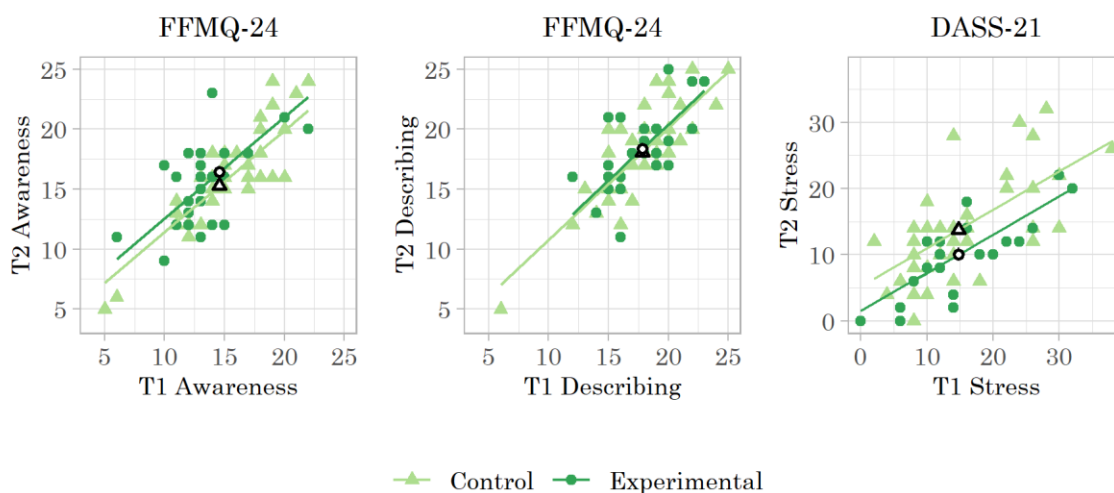 FFMQ-24
FFMQ-24
DASS-21
T2 Awareness
25
20
15
10
5
5
10
15
20
25
T1 Awareness
T2 Describing
25
20
15
10
5
5
10
15
20
25
T1 Describing
T2 Stress
30
20
10
0
0
10
20
30
T1 Stress
Control
Experimental